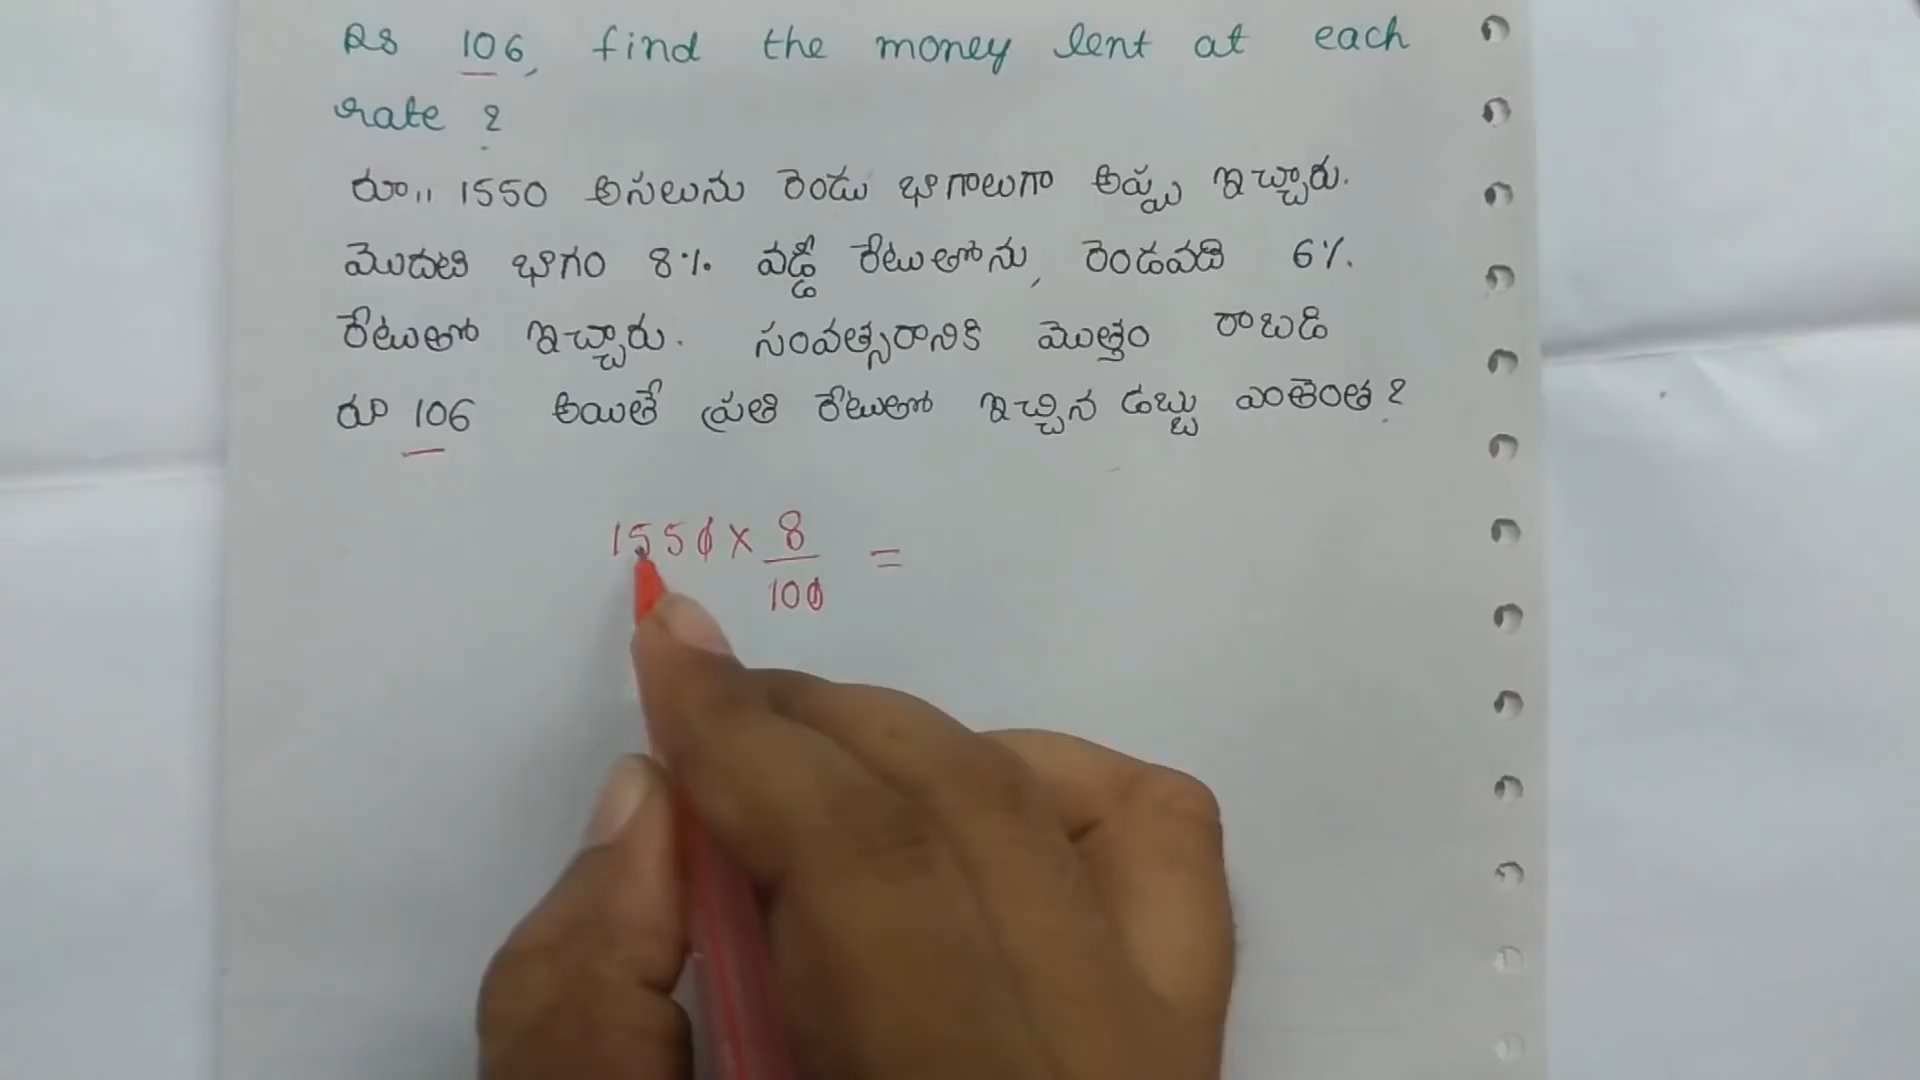 RS 106, find the money lent at each
rate ?
రూ,, 1550 అసలును రెండు భాగాలుగా అప్పు ఇచ్చారు.
మొదటి భాగం 8% వడ్డీ రేటుతోను, రెండవది 6%
రేటుతో ఇచ్చారు. సంవత్సరానికి మొత్తం రాబడి
రూ 106 అయితే ప్రతి రేటుతో ఇచ్చిన డబ్బు ఎంతెంత ?
1550 × 8/100 =